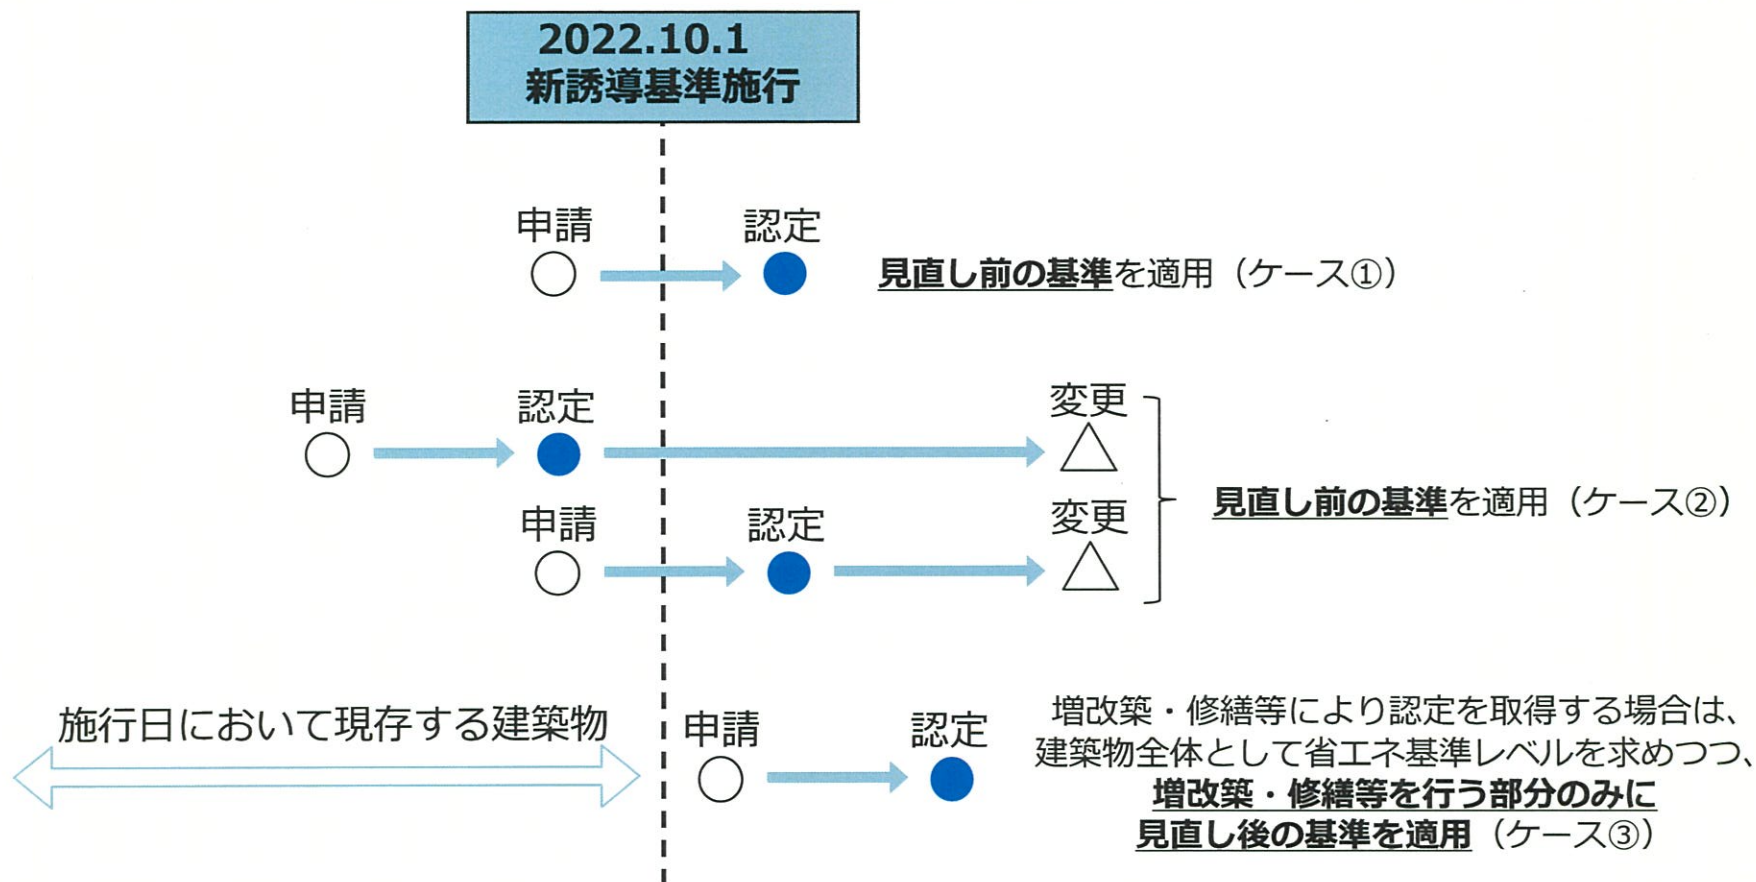 2022.10.1
新誘導基準施行
申請
認定
見直し前の基準を適用（ケース①）
申請
認定
変更
申請
認定
変更
見直し前の基準を適用（ケース②）
施行日において現存する建築物
申請
認定
増改築・修繕等により認定を取得する場合は、
建築物全体として省エネ基準レベルを求めつつ、
増改築・修繕等を行う部分のみに
見直し後の基準を適用（ケース③）